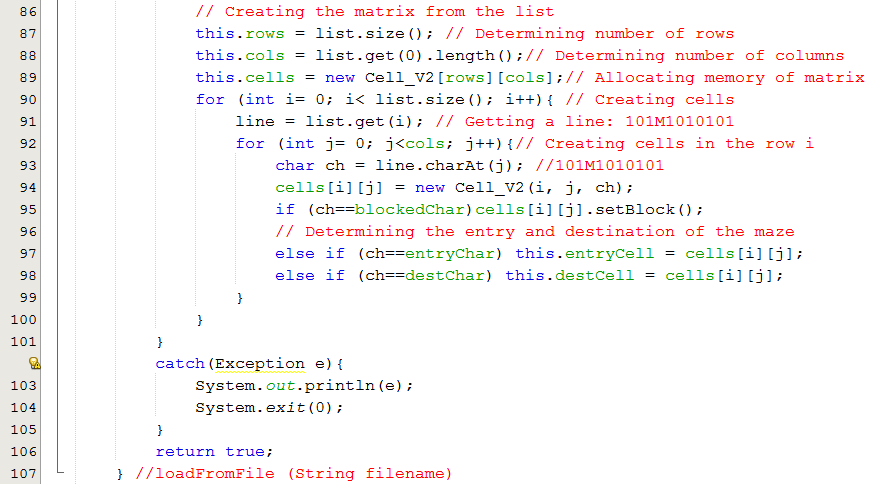 86 // Creating the matrix from the list
87 this.rows = list.size(); // Determining number of rows
88 this.cols = list.get(0).length();// Determining number of columns
89 this.cells = new Cell_V2[rows][cols];// Allocating memory of matrix
90 for (int i= 0; i< list.size(); i++){ // Creating cells
91 line = list.get(i); // Getting a line: 101M1010101
92 for (int j= 0; j<cols; j++){// Creating cells in the row i
93 char ch = line.charAt(j); //101M1010101
94 cells[i][j] = new Cell_V2(i, j, ch);
95 if (ch==blockedChar)cells[i][j].setBlock();
96 // Determining the entry and destination of the maze
97 else if (ch==entryChar) this.entryCell = cells[i][j];
98 else if (ch==destChar) this.destCell = cells[i][j];
99 }
100 }
101 }
catch(Exception e){
103 System.out.println(e);
104 System.exit(0);
105 }
106 return true;
107 } //loadFromFile (String filename)